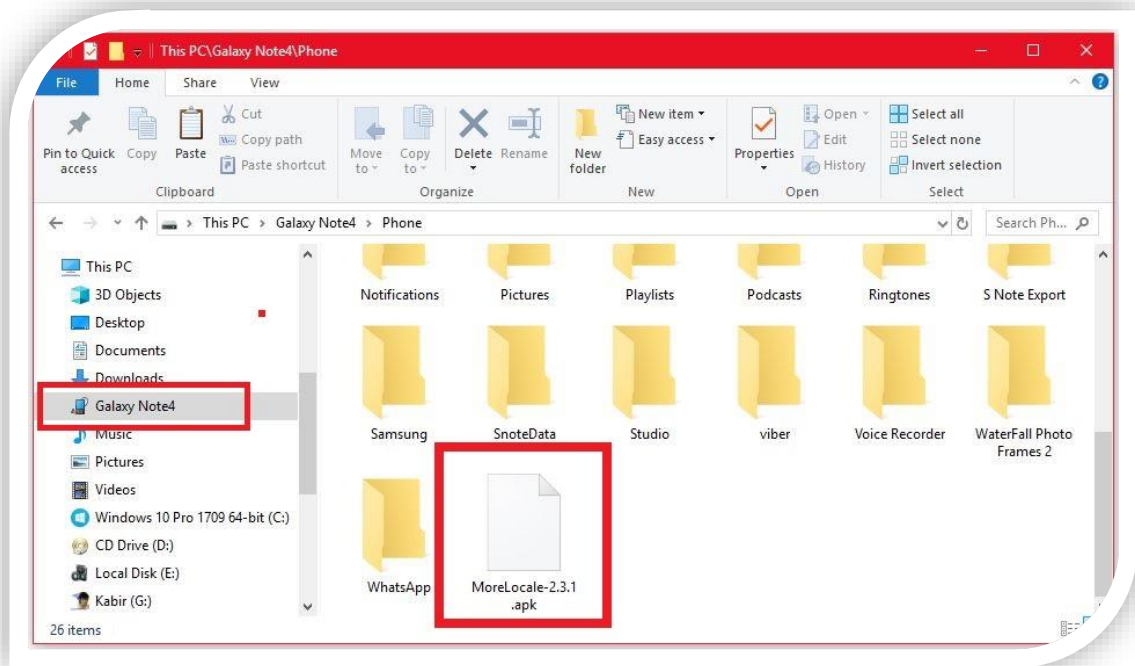 This PC\Galaxy Note4\Phone
File Home Share View
Pin to Quick access
Copy
Paste
Cut
Copy path
Paste shortcut
Clipboard
Move to
Copy to
Delete
Rename
Organize
New folder
New item
Easy access
New
Properties
Open
Edit
History
Open
Select all
Select none
Invert selection
Select
This PC > Galaxy Note4 > Phone
Search Ph...
This PC
3D Objects
Desktop
Documents
Downloads
Galaxy Note4
Music
Pictures
Videos
Windows 10 Pro 1709 64-bit (C:)
CD Drive (D:)
Local Disk (E:)
Kabir (G:)
Notifications
Pictures
Playlists
Podcasts
Ringtones
S Note Export
Samsung
SnoteData
Studio
viber
Voice Recorder
WaterFall Photo
Frames 2
WhatsApp
MoreLocale-2.3.1
.apk
26 items